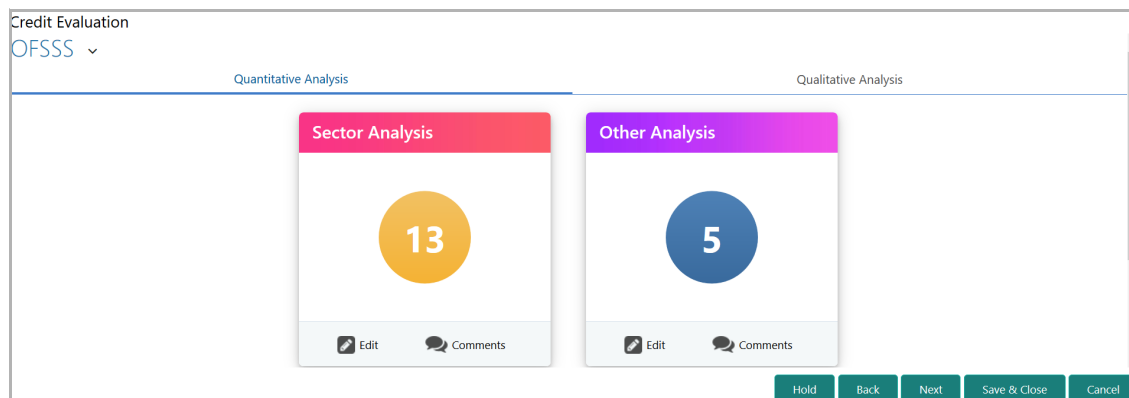 Credit Evaluation
OFSSS
Quantitative Analysis Qualitative Analysis
Sector Analysis Other Analysis
13 5
Edit Comments Edit Comments
Hold Back Next Save & Close Cancel